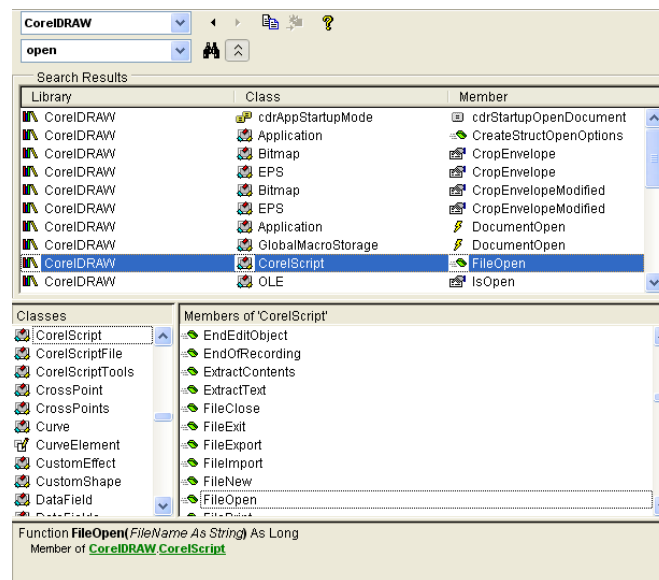 CorelDRAW
open
Search Results
Library Class Member
CorelDRAW cdrAppStartupMode cdrStartupOpenDocument
CorelDRAW Application CreateStructOpenOptions
CorelDRAW Bitmap CropEnvelope
CorelDRAW EPS CropEnvelope
CorelDRAW Bitmap CropEnvelopeModified
CorelDRAW EPS CropEnvelopeModified
CorelDRAW Application DocumentOpen
CorelDRAW GlobalMacroStorage DocumentOpen
CorelDRAW CorelScript FileOpen
CorelDRAW OLE IsOpen
Classes
CorelScript
CorelScriptFile
CorelScriptTools
CrossPoint
CrossPoints
Curve
CurveElement
CustomEffect
CustomShape
DataField
DataFields
Members of 'CorelScript'
EndEditObject
EndOfRecording
ExtractContents
ExtractText
FileClose
FileExit
FileExport
FileImport
FileNew
FileOpen
FilePrint
Function FileOpen(FileName As String) As Long
Member of CorelDRAW.CorelScript